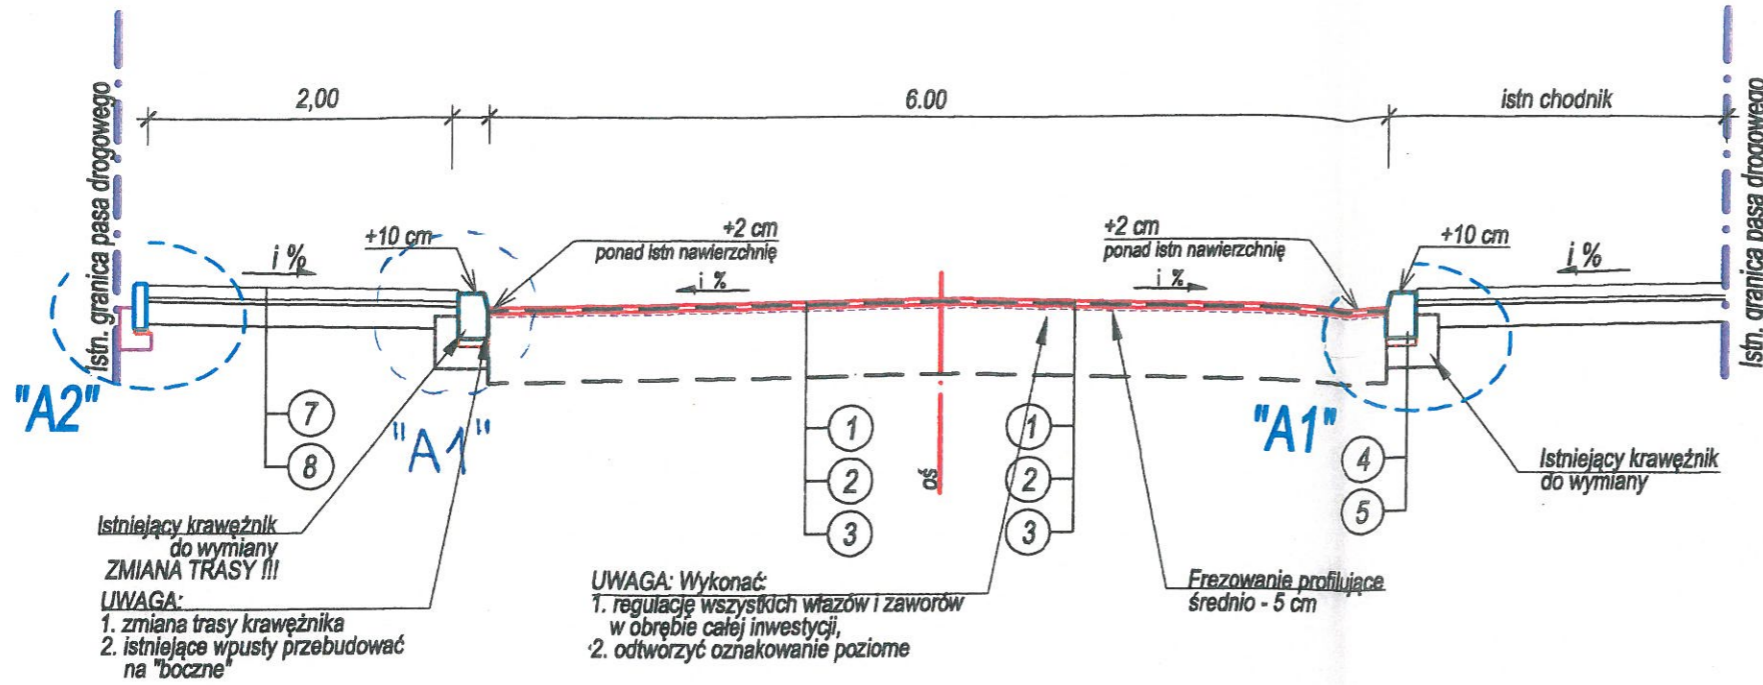 2,00
6.00
istn chodnik
Istn. granica pasa drogowego
Istn. granica pasa drogowego
+10 cm
i %
+2 cm
ponad istn nawierzchnię
i %
+2 cm
ponad istn nawierzchnię
i %
+10 cm
i %
"A2"
"A1"
"A1"
7
8
1
2
3
oś
1
2
3
4
5
Istniejący krawężnik
do wymiany
Istniejący krawężnik
do wymiany
ZMIANA TRASY !!!
UWAGA:
1. zmiana trasy krawężnika
2. istniejące wpusty przebudować
na "boczne"
UWAGA: Wykonać:
1. regulację wszystkich włazów i zaworów
w obrębie całej inwestycji,
2. odtworzyć oznakowanie poziome
Frezowanie profilujące
średnio - 5 cm